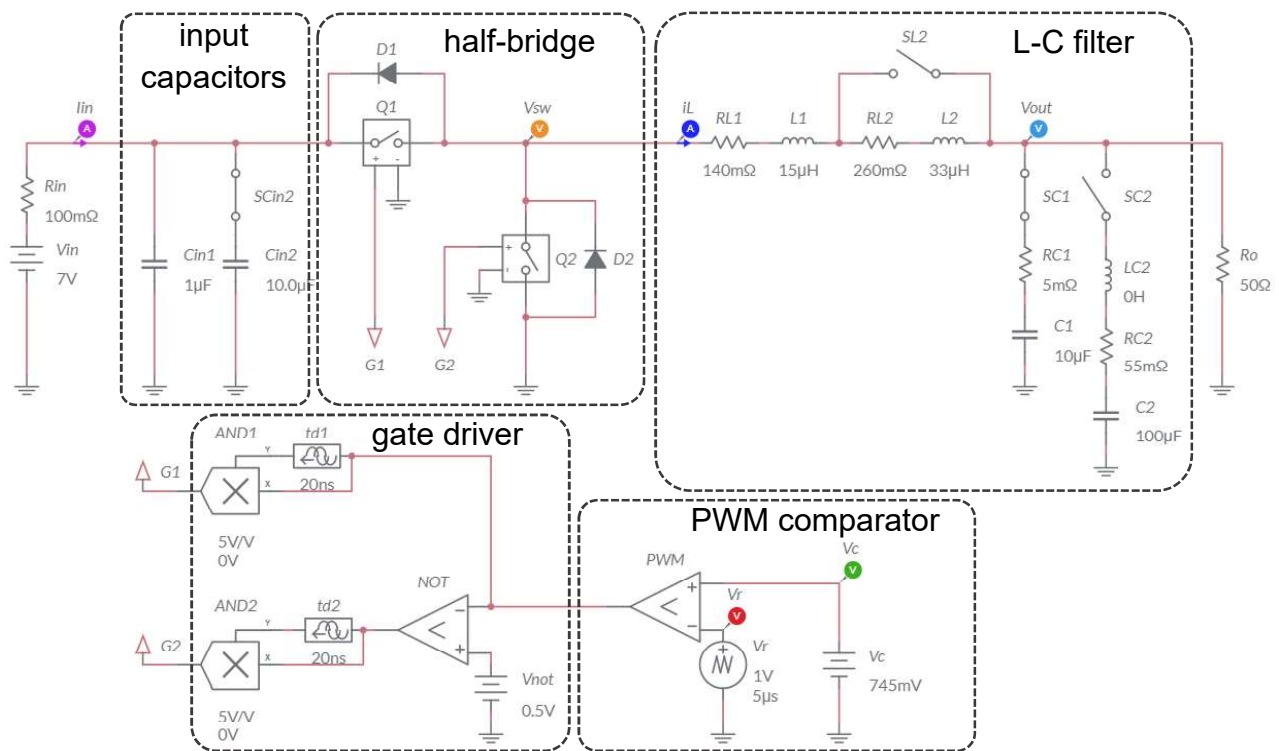 input
capacitors
half-bridge
L-C filter
D1
SL2
Iin
A
Q1
+
-
Vsw
V
iL
A
RL1
140mΩ
L1
15µH
RL2
260mΩ
L2
33µH
Vout
V
Rin
100mΩ
Vin
7V
SCin2
Cin1
1µF
Cin2
10.0µF
G1
G2
+
-
Q2
D2
SC1
RC1
5mΩ
C1
10µF
SC2
LC2
0H
RC2
55mΩ
C2
100µF
Ro
50Ω
gate driver
AND1
Y
td1
20ns
X
G1
5V/V
0V
AND2
Y
td2
20ns
X
G2
5V/V
0V
NOT
<
−
+
Vnot
0.5V
PWM comparator
PWM
<
+
−
Vr
V
Vr
1V
5µs
Vc
V
Vc
745mV